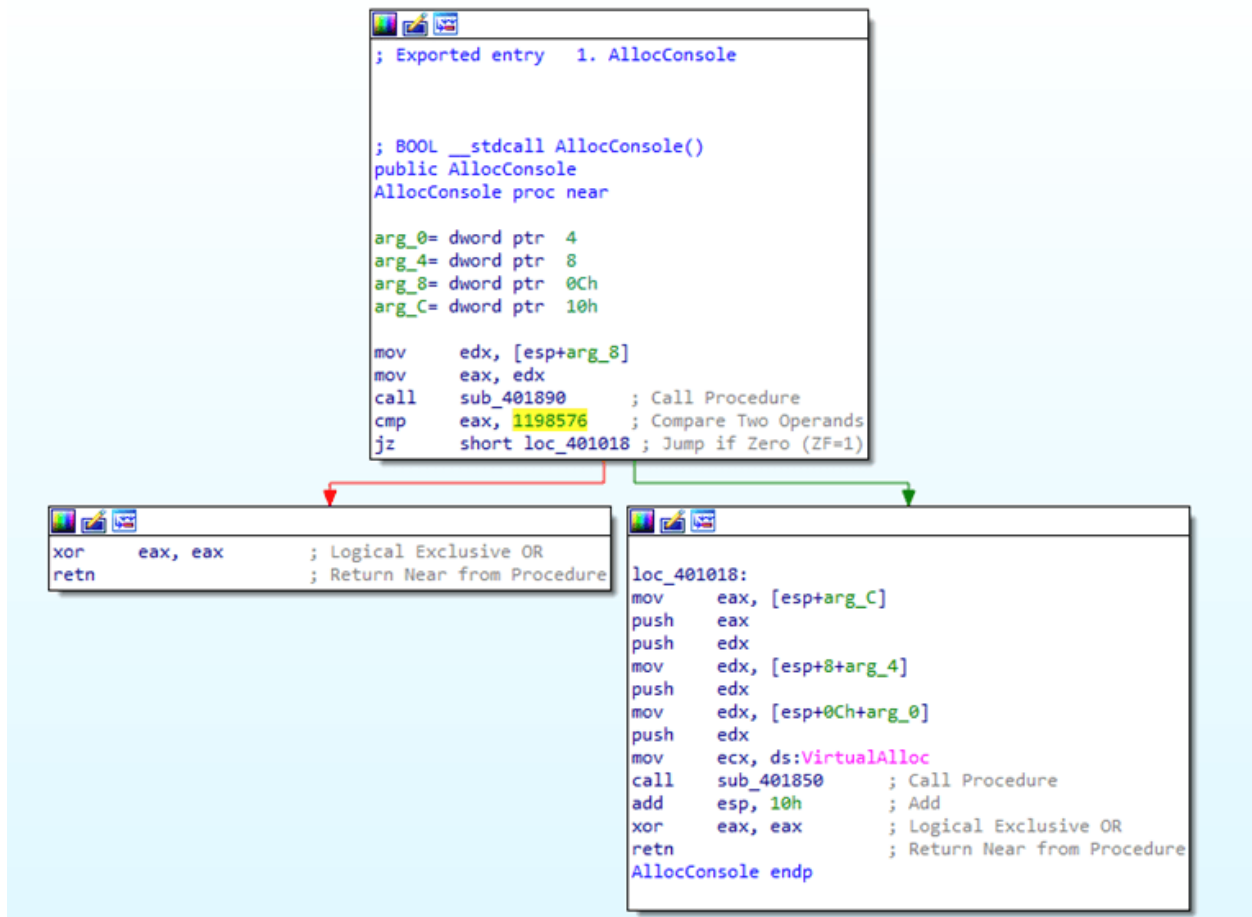 ; Exported entry   1. AllocConsole
; BOOL __stdcall AllocConsole()
public AllocConsole
AllocConsole proc near
arg_0= dword ptr  4
arg_4= dword ptr  8
arg_8= dword ptr  0Ch
arg_C= dword ptr  10h
mov     edx, [esp+arg_8]
mov     eax, edx
call    sub_401890      ; Call Procedure
cmp     eax, 1198576    ; Compare Two Operands
jz      short loc_401018 ; Jump if Zero (ZF=1)
xor     eax, eax        ; Logical Exclusive OR
retn                    ; Return Near from Procedure
loc_401018:
mov     eax, [esp+arg_C]
push    eax
push    edx
mov     edx, [esp+8+arg_4]
push    edx
mov     edx, [esp+0Ch+arg_0]
push    edx
mov     ecx, ds:VirtualAlloc
call    sub_401850      ; Call Procedure
add     esp, 10h        ; Add
xor     eax, eax        ; Logical Exclusive OR
retn                    ; Return Near from Procedure
AllocConsole endp